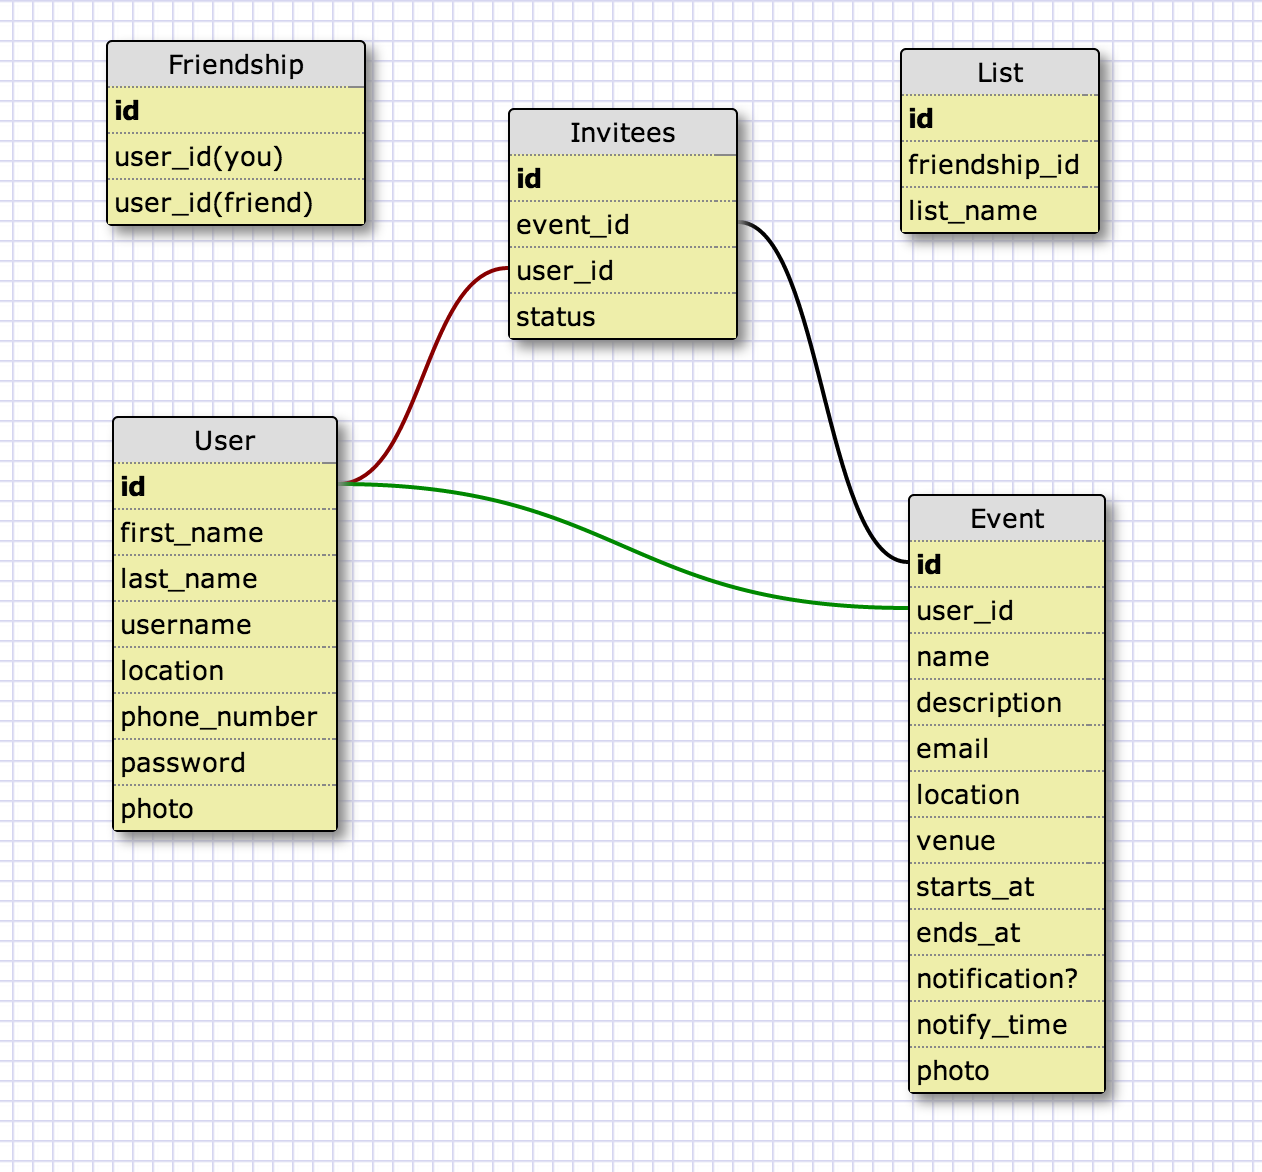 Friendship
id
user_id(you)
user_id(friend)
Invitees
id
event_id
user_id
status
List
id
friendship_id
list_name
User
id
first_name
last_name
username
location
phone_number
password
photo
Event
id
user_id
name
description
email
location
venue
starts_at
ends_at
notification?
notify_time
photo